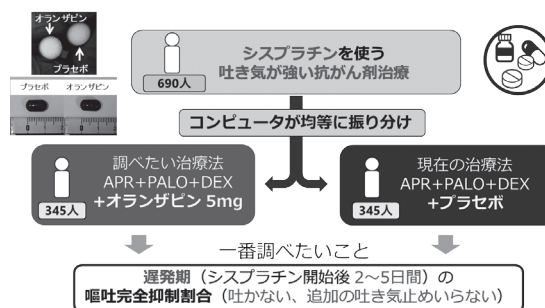 オランザピン
プラセボ
プラセボ オランザピン
690人
シスプラチンを使う
吐き気が強い抗がん剤治療
コンピュータが均等に振り分け
調べたい治療法
APR+PALO+DEX
+オランザピン 5mg
345人
現在の治療法
APR+PALO+DEX
+プラセボ
345人
一番調べたいこと
遅発期（シスプラチン開始後 2〜5日間）の
嘔吐完全抑制割合（吐かない、追加の吐き気止めいらない）